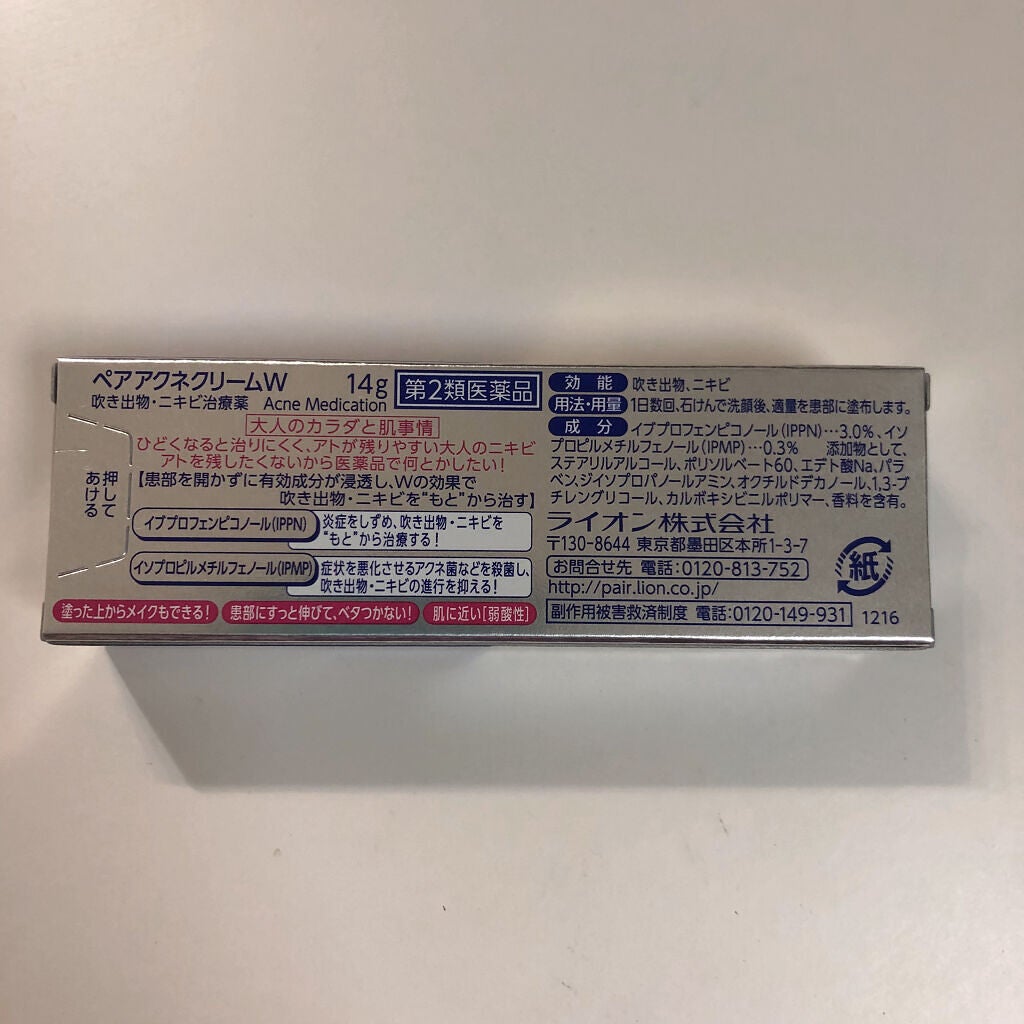 ペアアクネクリームW 14g 第2類医薬品
吹き出物・ニキビ治療薬 Acne Medication
大人のカラダと肌事情
ひどくなると治りにくく、アトが残りやすい大人のニキビ
アトを残したくないから医薬品で何とかしたい！
【患部を開かずに有効成分が浸透し、Wの効果で
吹き出物・ニキビを“もと”から治す】
押して
あける
イブプロフェンピコノール(IPPN) 炎症をしずめ、吹き出物・ニキビを
“もと”から治療する！
イソプロピルメチルフェノール(IPMP) 症状を悪化させるアクネ菌などを殺菌し、
吹き出物・ニキビの進行を抑える！
塗った上からメイクもできる！ 患部にすっと伸びて、ベタつかない！ 肌に近い[弱酸性]
効能 吹き出物、ニキビ
用法・用量 1日数回、石けんで洗顔後、適量を患部に塗布します。
成分 イブプロフェンピコノール(IPPN)…3.0%、イソ
プロピルメチルフェノール(IPMP)…0.3% 添加物として、
ステアリルアルコール、ポリソルベート60、エデト酸Na、パラ
ベン、ジイソプロパノールアミン、オクチルドデカノール、1,3-ブ
チレングリコール、カルボキシビニルポリマー、香料を含有。
ライオン株式会社
〒130-8644 東京都墨田区本所1-3-7
お問合せ先 電話:0120-813-752
http://pair.lion.co.jp/
副作用被害救済制度 電話:0120-149-931 1216
紙